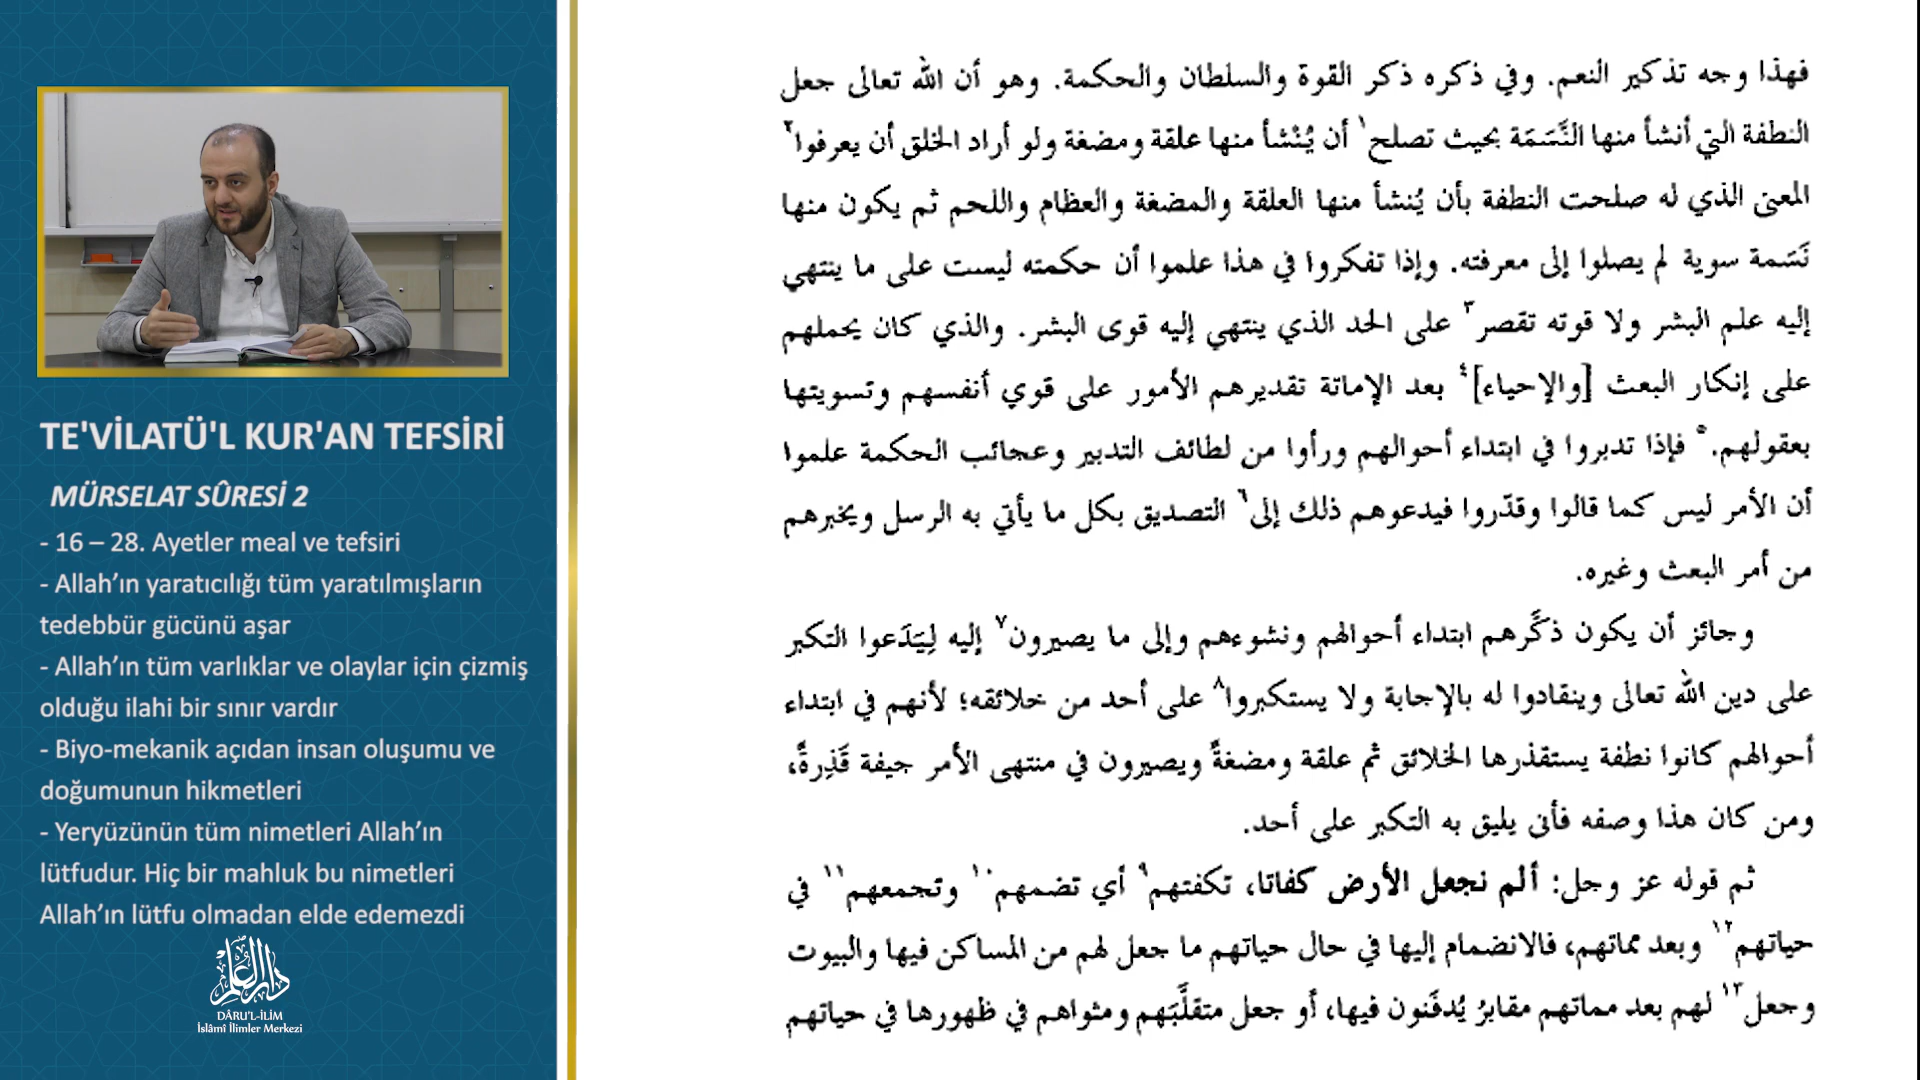 TE'VİLATÜ'L KUR'AN TEFSİRİ
MÜRSELAT SÛRESİ 2
- 16 – 28. Ayetler meal ve tefsiri
- Allah’ın yaratıcılığı tüm yaratılmışların
tedebbür gücünü aşar
- Allah’ın tüm varlıklar ve olaylar için çizmiş
olduğu ilahi bir sınır vardır
- Biyo-mekanik açıdan insan oluşumu ve
doğumunun hikmetleri
- Yeryüzünün tüm nimetleri Allah’ın
lütfudur. Hiç bir mahluk bu nimetleri
Allah’ın lütfu olmadan elde edemezdi
دار العلم
DÂRU'L-İLİM
İslâmî İlimler Merkezi
فهذا وجه تذكير النعم. وفي ذكره ذكر القوة والسلطان والحكمة. وهو أن الله تعالى جعل
النطفة التي أنشأ منها النَّسَمَة بحيث تصلح١ أن يُنْشأ منها علقة ومضغة ولو أراد الخلق أن يعرفوا٢
المعنى الذي له صلحت النطفة بأن يُنشأ منها العلقة والمضغة والعظام واللحم ثم يكون منها
نَسَمة سوية لم يصلوا إلى معرفته. وإذا تفكروا في هذا علموا أن حكمته ليست على ما ينتهي
إليه علم البشر ولا قوته تقصر٣ على الحد الذي ينتهي إليه قوى البشر. والذي كان يحملهم
على إنكار البعث [والإحياء]٤ بعد الإماتة تقديرهم الأمور على قوي أنفسهم وتسويتها
بعقولهم.٥ فإذا تدبروا في ابتداء أحوالهم ورأوا من لطائف التدبير وعجائب الحكمة علموا
أن الأمر ليس كما قالوا وقدّروا فيدعوهم ذلك إلى٦ التصديق بكل ما يأتي به الرسل ويخبرهم
من أمر البعث وغيره.
وجائز أن يكون ذكَّرهم ابتداء أحوالهم ونشوءهم وإلى ما يصيرون٧ إليه لِيَدَعوا التكبر
على دين الله تعالى وينقادوا له بالإجابة ولا يستكبروا٨ على أحد من خلائقه؛ لأنهم في ابتداء
أحوالهم كانوا نطفة يستقذرها الخلائق ثم علقة ومضغةً ويصيرون في منتهى الأمر جيفة قَذِرةً،
ومن كان هذا وصفه فأنى يليق به التكبر على أحد.
ثم قوله عز وجل: ألم نجعل الأرض كفاتا، تكفتهم٩ أي تضمهم١٠ وتجمعهم١١ في
حياتهم١٢ وبعد مماتهم، فالانضمام إليها في حال حياتهم ما جعل لهم من المساكن فيها والبيوت
وجعل١٣ لهم بعد مماتهم مقابرُ يُدفَنون فيها، أو جعل متقلَّبَهم ومثواهم في ظهورها في حياتهم